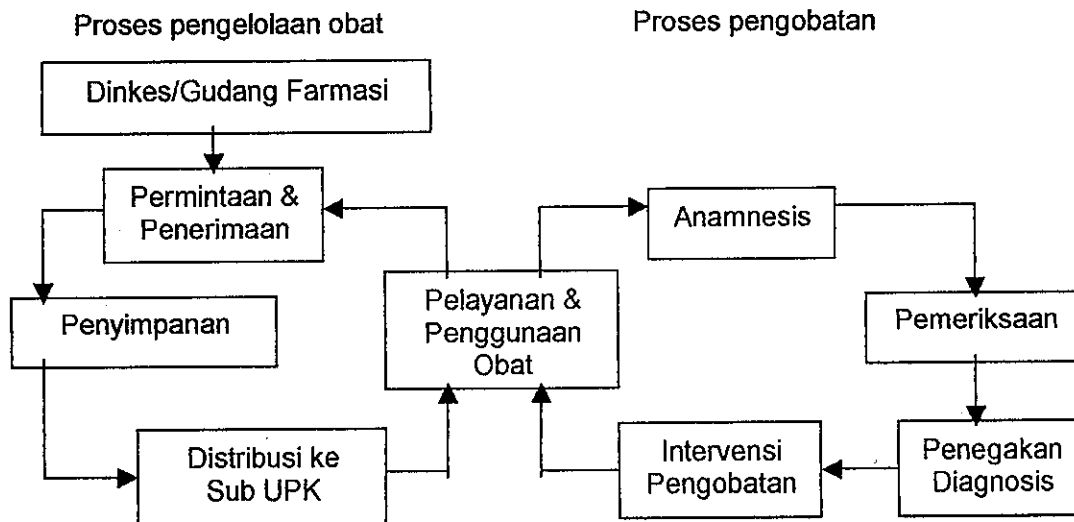 Proses pengelolaan obat
Proses pengobatan
Dinkes/Gudang Farmasi
Permintaan &
Penerimaan
Anamnesis
Penyimpanan
Pelayanan &
Penggunaan
Obat
Pemeriksaan
Distribusi ke
Sub UPK
Intervensi
Pengobatan
Penegakan
Diagnosis